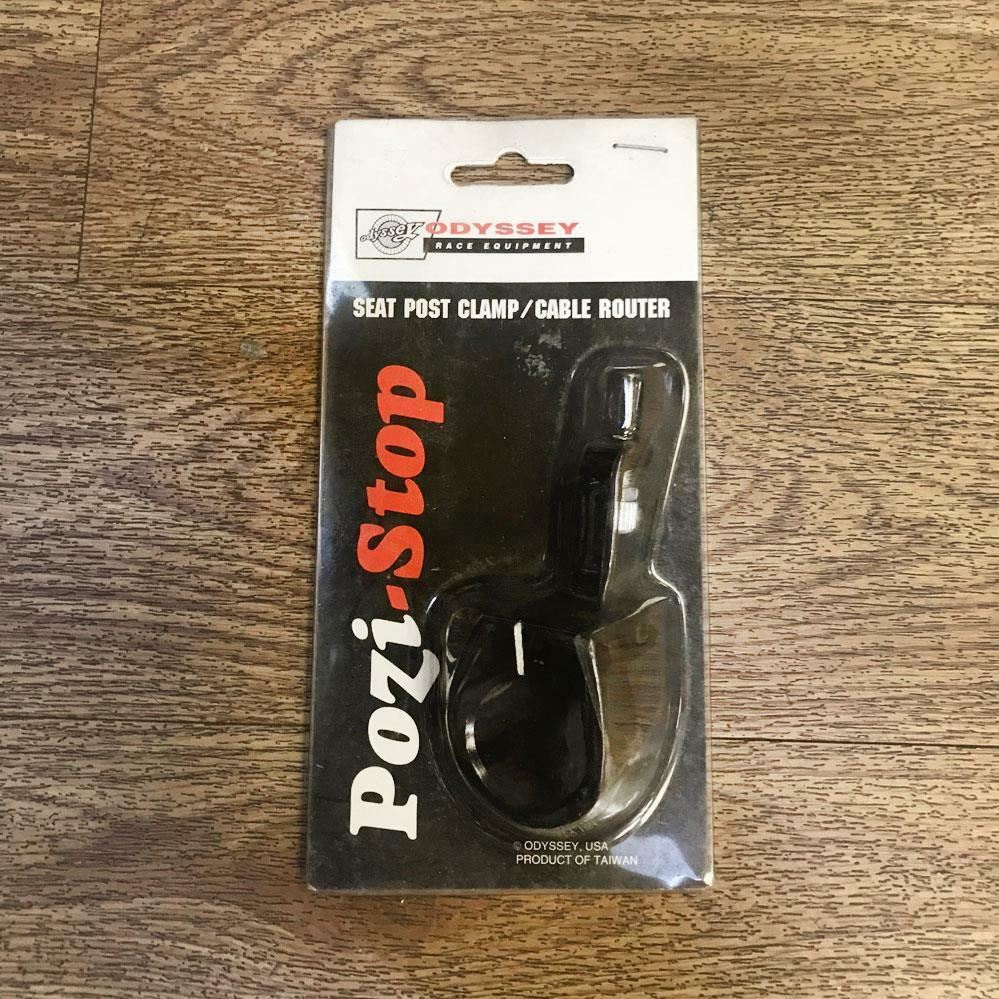 odyssey
ODYSSEY
RACE EQUIPMENT
SEAT POST CLAMP/CABLE ROUTER
Pozi-Stop
© ODYSSEY, USA
PRODUCT OF TAIWAN